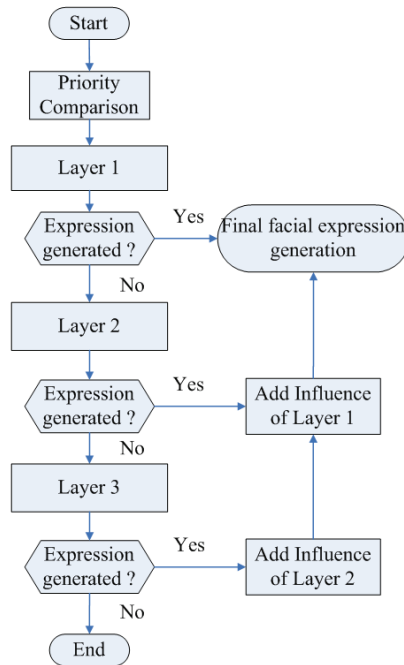 Start
Priority
Comparison
Layer 1
Expression
generated ?
Yes
Final facial expression
generation
No
Layer 2
Expression
generated ?
Yes
Add Influence
of Layer 1
No
Layer 3
Expression
generated ?
Yes
Add Influence
of Layer 2
No
End